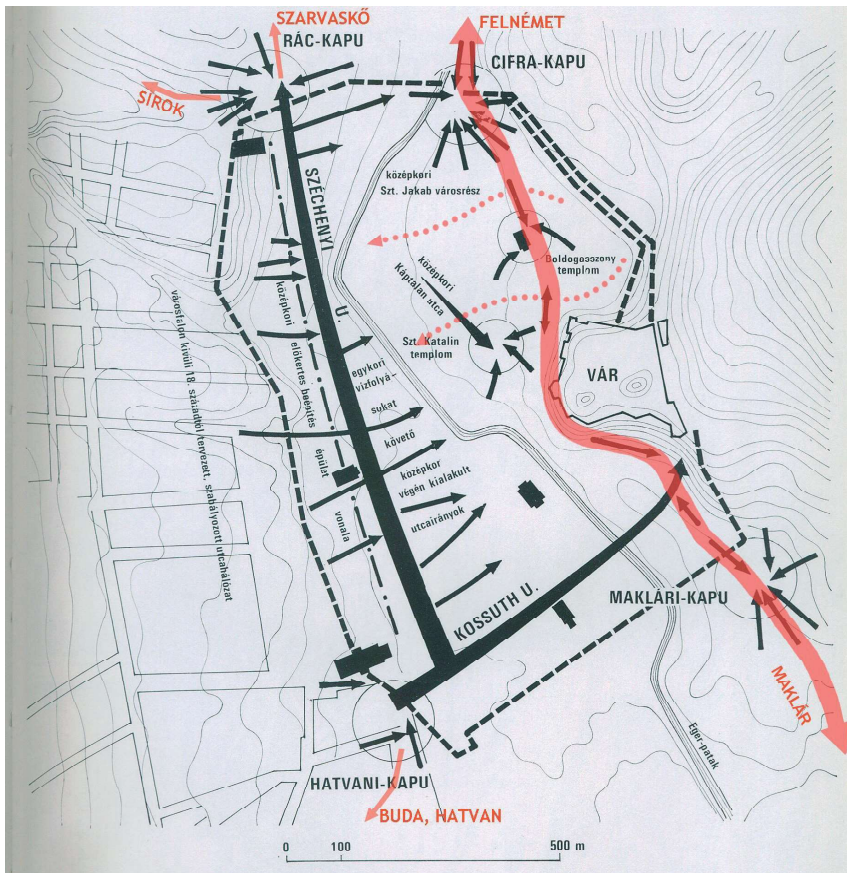 SZARVASKŐ
RÁC-KAPU
FELNÉMET
CIFRA-KAPU
SÍROK
SZÉCHENYI
U.
középkori
Szt. Jakab városrész
Boldogasszony
templom
középkori
Káptalan utca
Szt. Katalin
templom
VÁR
középkori
előkertes beépítés
épület
vonala
egykori
vízfolyá-
sokat
követő
középkor
végén kialakult
utcairányok
városfalon kívüli 18. századtól tervezett, szabályozott utcahálózat
KOSSUTH U.
MAKLÁRI-KAPU
MAKLÁR
Eger-patak
HATVANI-KAPU
BUDA, HATVAN
0 100 500 m